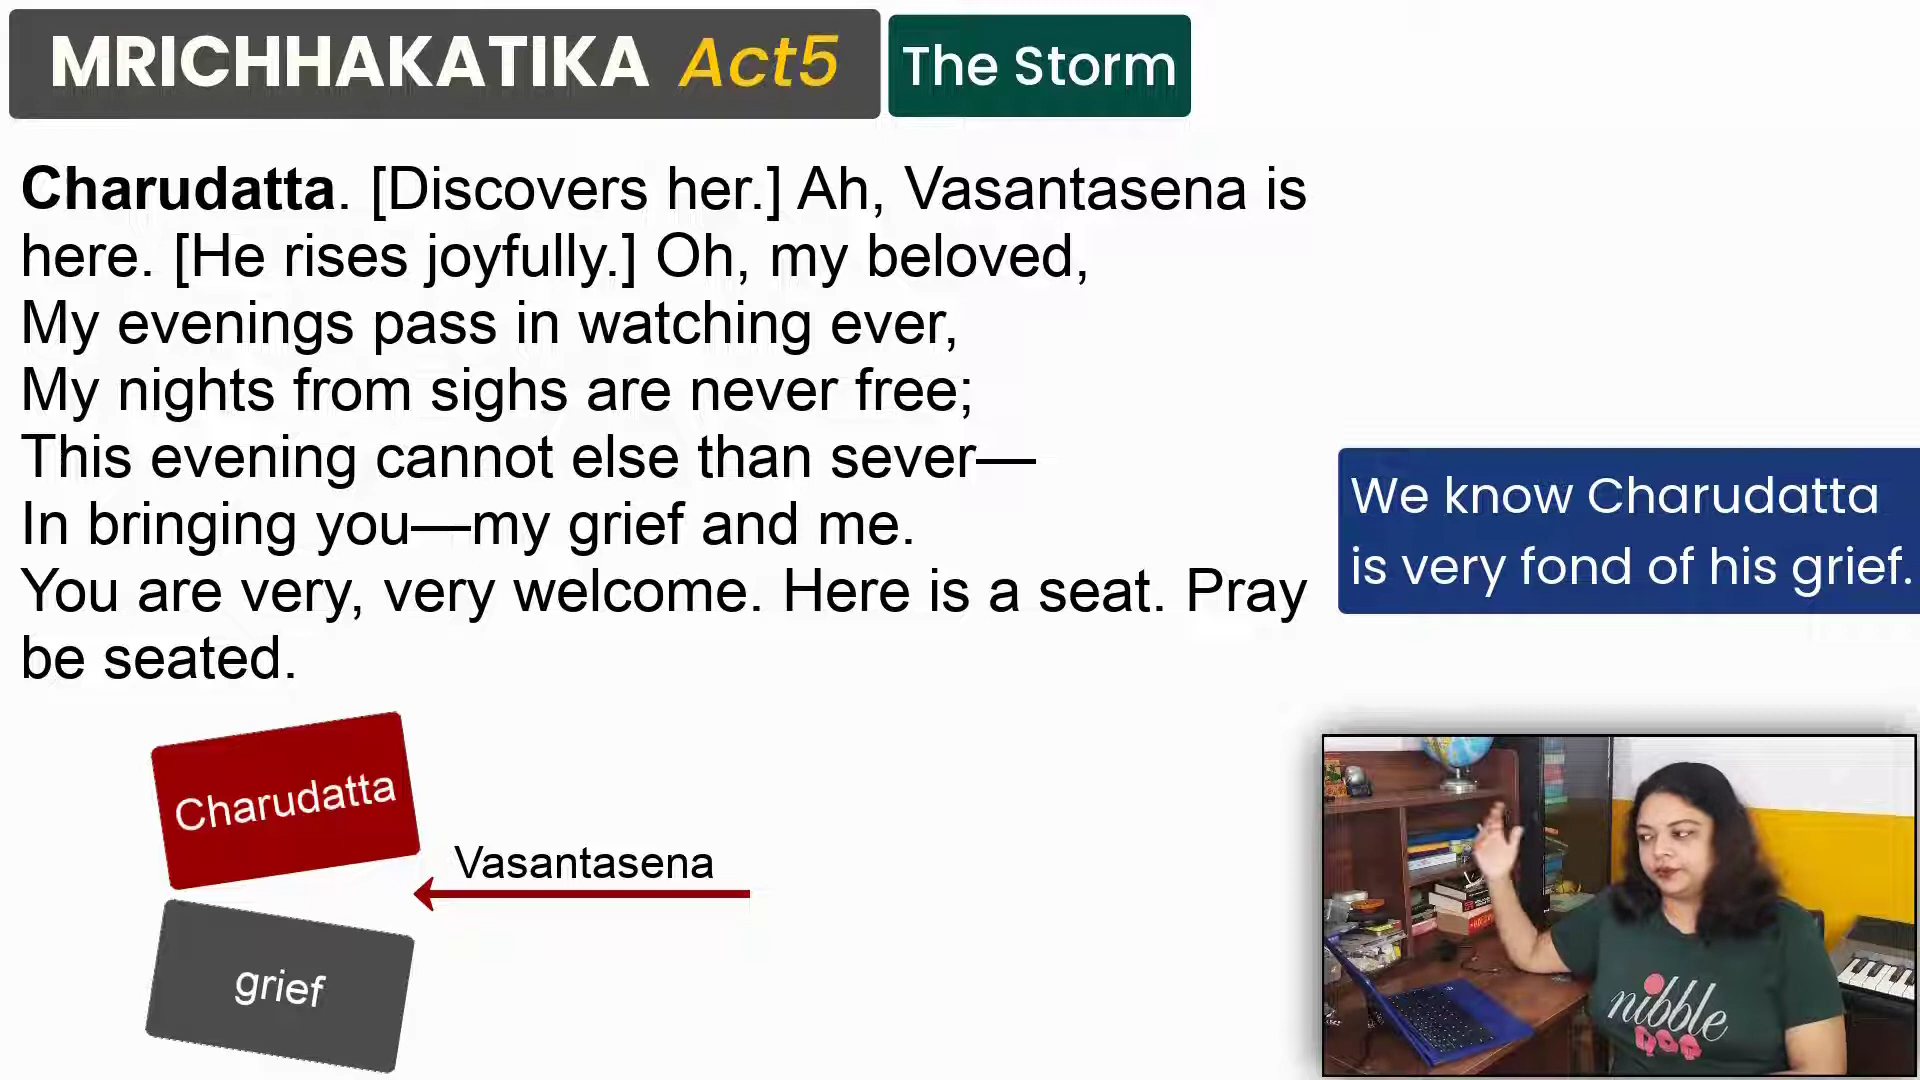 MRICHHAKATIKA Act5
The Storm
Charudatta. [Discovers her.] Ah, Vasantasena is
here. [He rises joyfully.] Oh, my beloved,
My evenings pass in watching ever,
My nights from sighs are never free;
This evening cannot else than sever—
In bringing you—my grief and me.
You are very, very welcome. Here is a seat. Pray
be seated.
We know Charudatta
is very fond of his grief.
Charudatta
Vasantasena
grief
nibble
pop